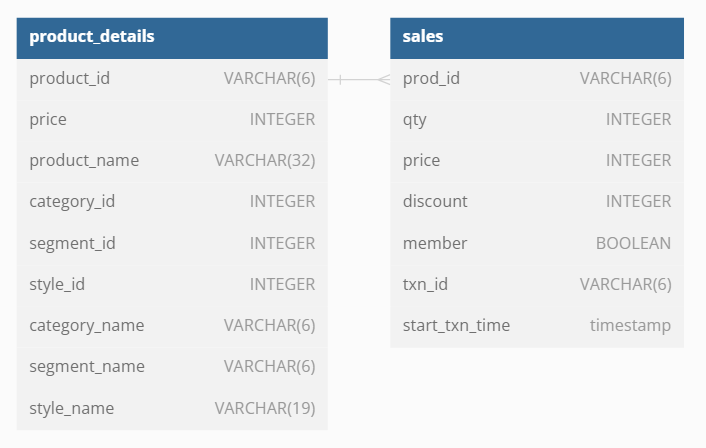 product_details
product_id VARCHAR(6)
price INTEGER
product_name VARCHAR(32)
category_id INTEGER
segment_id INTEGER
style_id INTEGER
category_name VARCHAR(6)
segment_name VARCHAR(6)
style_name VARCHAR(19)
sales
prod_id VARCHAR(6)
qty INTEGER
price INTEGER
discount INTEGER
member BOOLEAN
txn_id VARCHAR(6)
start_txn_time timestamp